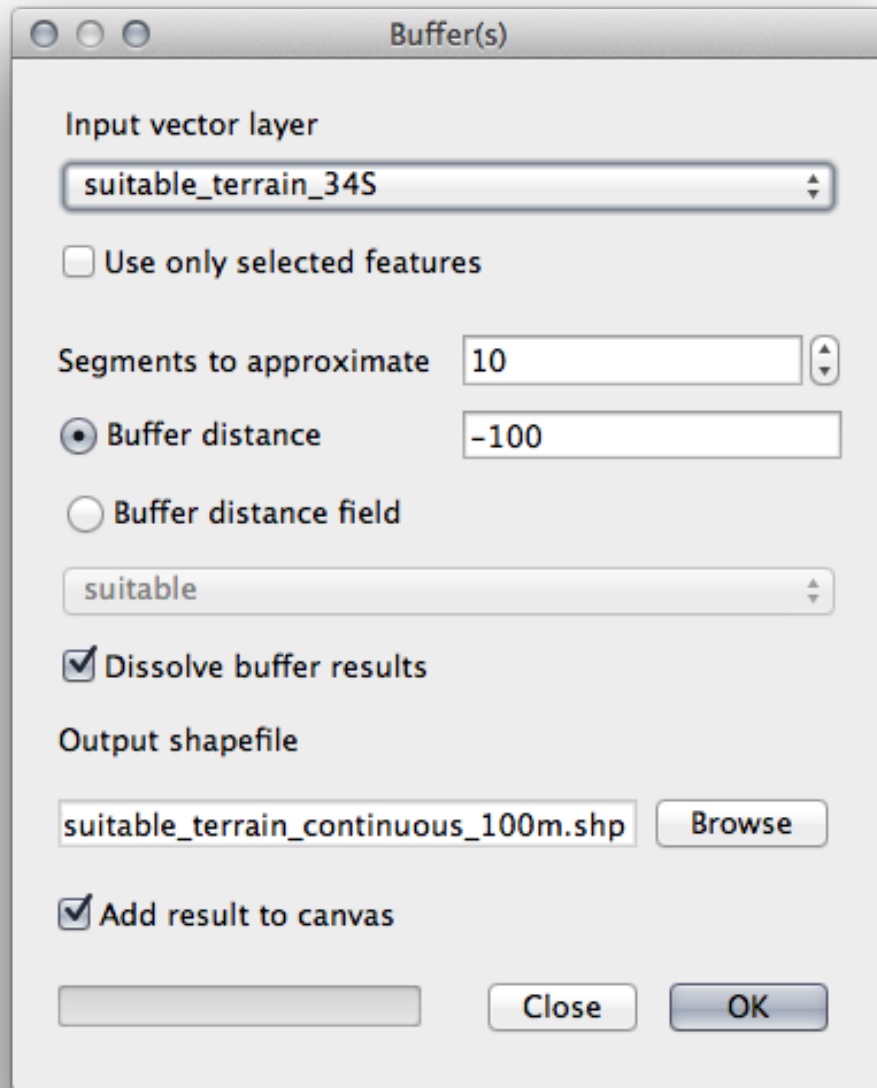 Buffer(s)
Input vector layer
suitable_terrain_34S
Use only selected features
Segments to approximate 10
Buffer distance -100
Buffer distance field
suitable
Dissolve buffer results
Output shapefile
suitable_terrain_continuous_100m.shp Browse
Add result to canvas
Close OK